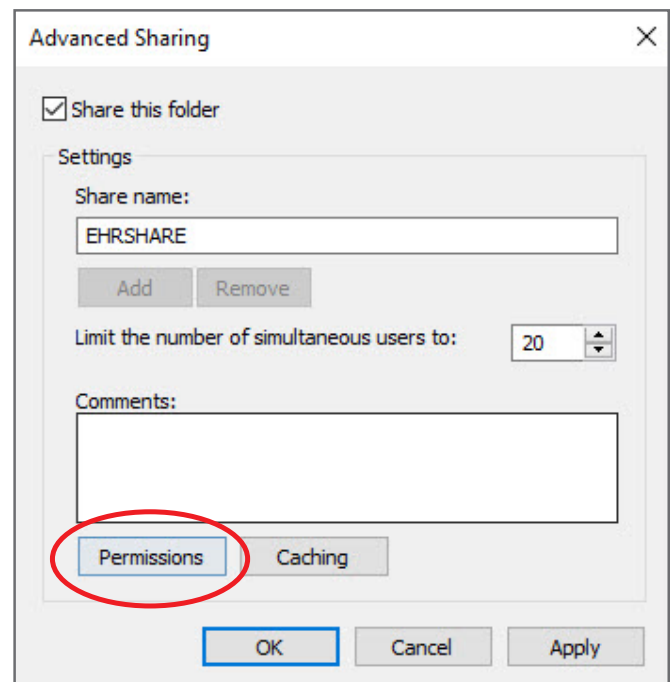 Advanced Sharing
Share this folder
Settings
Share name:
EHRSHARE
Add Remove
Limit the number of simultaneous users to: 20
Comments:
Permissions Caching
OK Cancel Apply